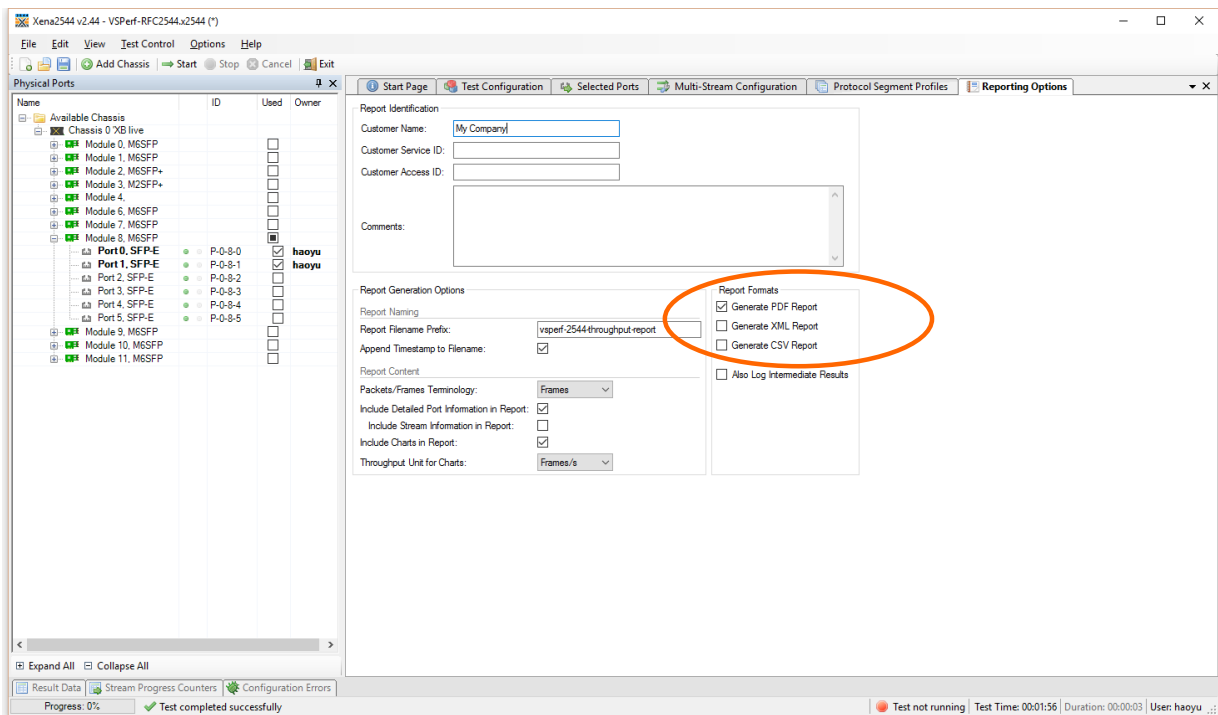 Xena2544 v2.44 - VSPerf-RFC2544.x2544 (*)
File Edit View Test Control Options Help
Add Chassis Start Stop Cancel Exit
Physical Ports
Name ID Used Owner
Available Chassis
Chassis 0 'XB live
Module 0, M6SFP
Module 1, M6SFP
Module 2, M6SFP+
Module 3, M2SFP+
Module 4,
Module 6, M6SFP
Module 7, M6SFP
Module 8, M6SFP
Port 0, SFP-E P-0-8-0 haoyu
Port 1, SFP-E P-0-8-1 haoyu
Port 2, SFP-E P-0-8-2
Port 3, SFP-E P-0-8-3
Port 4, SFP-E P-0-8-4
Port 5, SFP-E P-0-8-5
Module 9, M6SFP
Module 10, M6SFP
Module 11, M6SFP
Expand All Collapse All
Start Page Test Configuration Selected Ports Multi-Stream Configuration Protocol Segment Profiles Reporting Options
Report Identification
Customer Name: My Company
Customer Service ID:
Customer Access ID:
Comments:
Report Generation Options
Report Naming
Report Filename Prefix: vsperf-2544-throughput-report
Append Timestamp to Filename:
Report Content
Packets/Frames Terminology: Frames
Include Detailed Port Information in Report:
Include Stream Information in Report:
Include Charts in Report:
Throughput Unit for Charts: Frames/s
Report Formats
Generate PDF Report
Generate XML Report
Generate CSV Report
Also Log Intermediate Results
Result Data Stream Progress Counters Configuration Errors
Progress: 0% Test completed successfully Test not running Test Time: 00:01:56 Duration: 00:00:03 User: haoyu